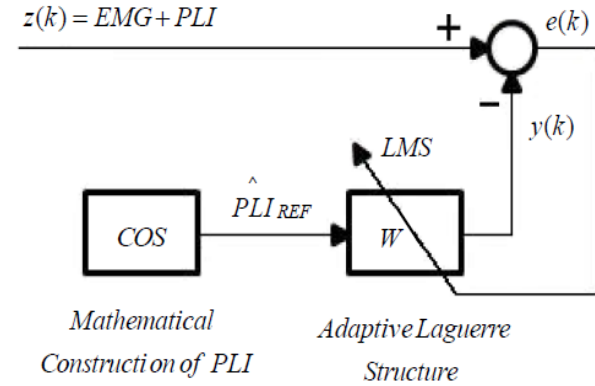 z(k) = EMG + PLI
+
e(k)
−
y(k)
LMS
^
PLI REF
COS
W
Mathematical
Construction of PLI
Adaptive Laguerre
Structure